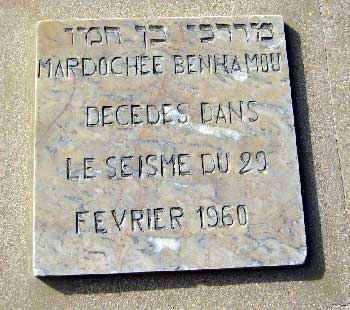 מרדכי בן חמו
MARDOCHEE BENHAMOU
DECEDES DANS
LE SEISME DU 29
FEVRIER 1960